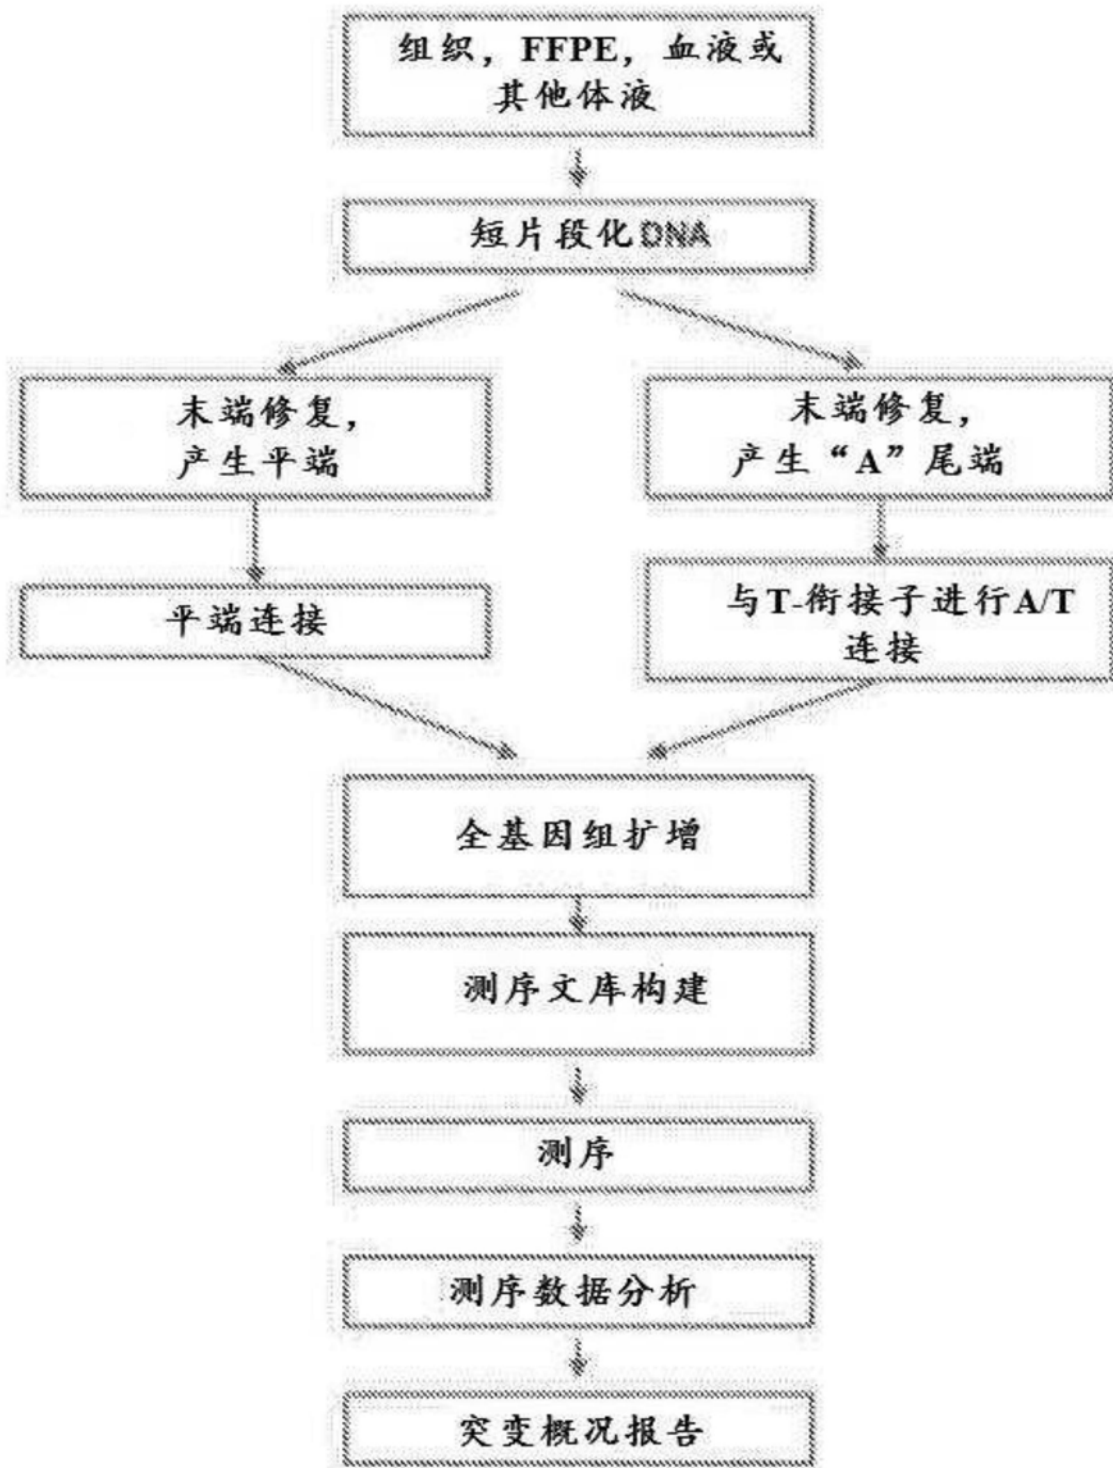 组织，FFPE，血液或
其他体液
短片段化DNA
末端修复，
产生平端
末端修复，
产生“A”尾端
平端连接
与T-衔接子进行A/T
连接
全基因组扩增
测序文库构建
测序
测序数据分析
突变概况报告